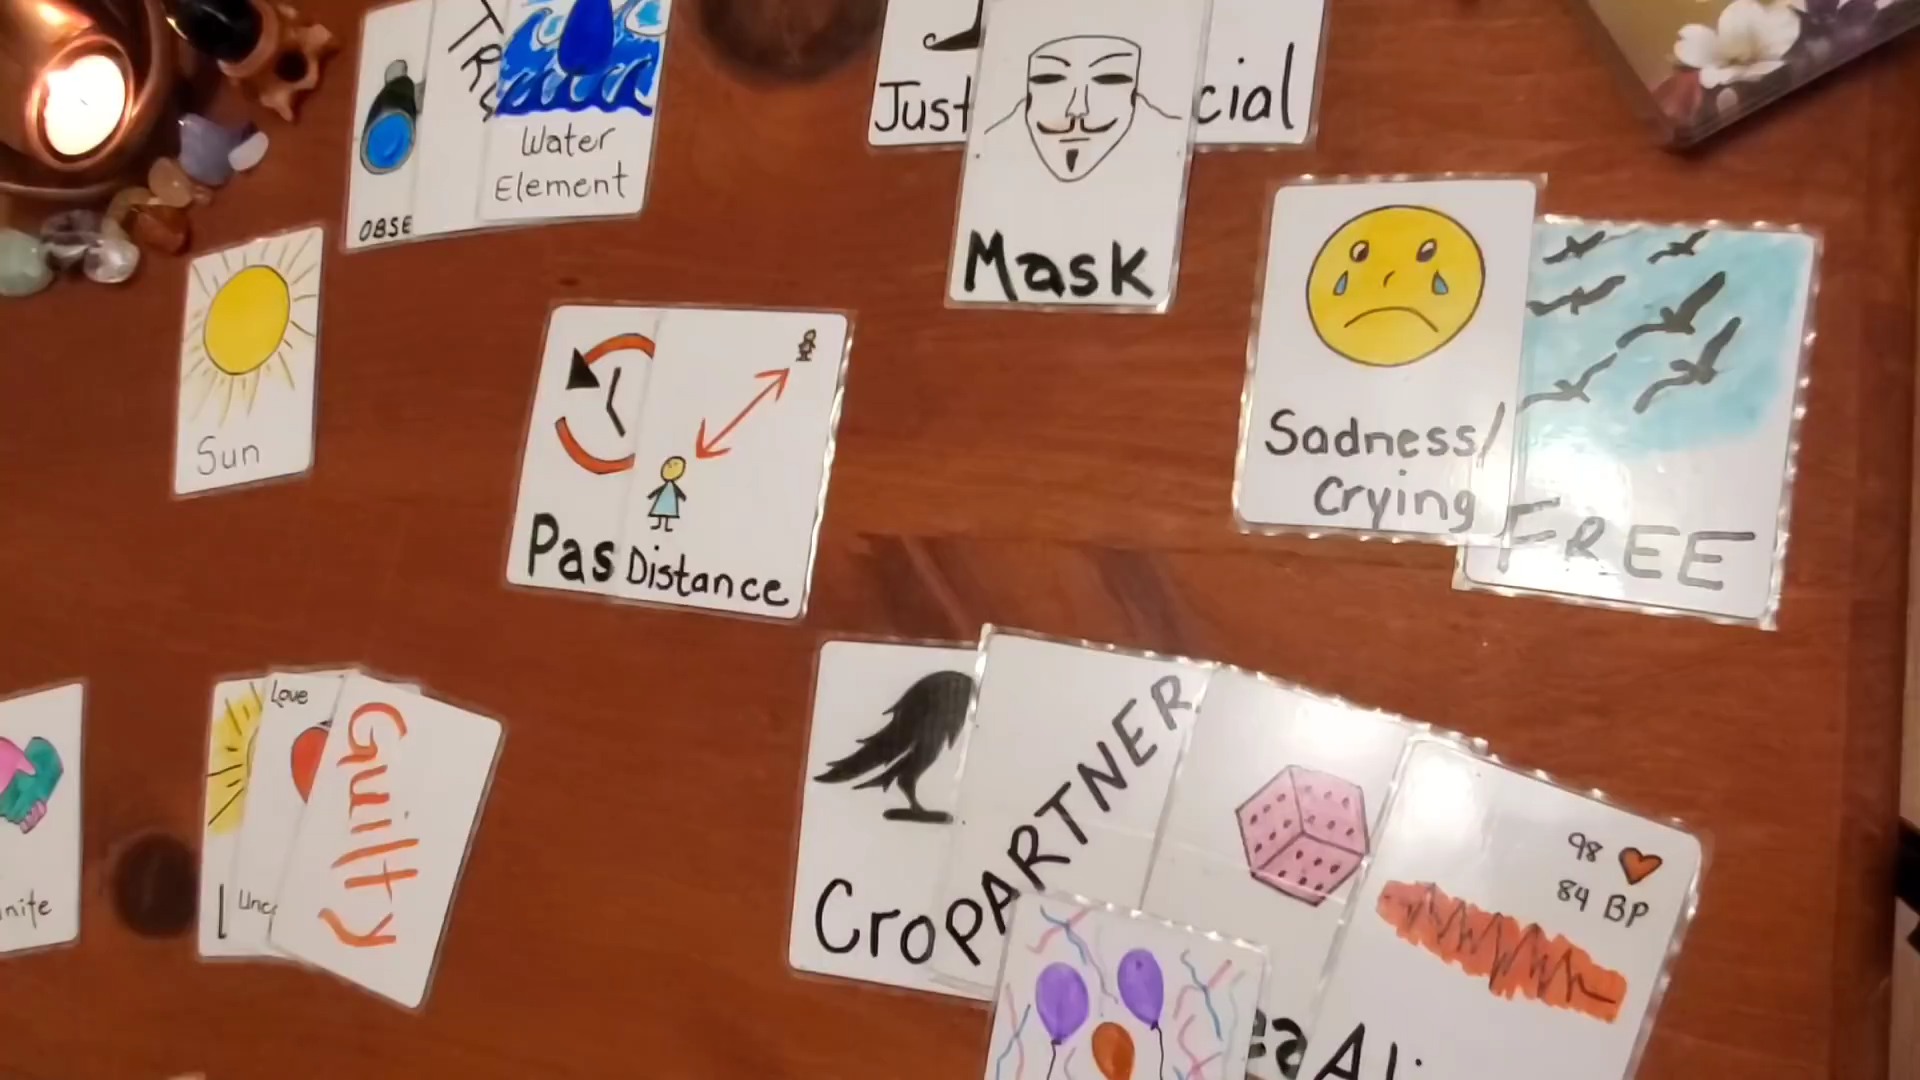 OBSE
TRS
Water
Element
Just
cial
Mask
Sun
Pas
Distance
Sadness/
Crying
FREE
nite
Love
Unc
Guilty
Cro
PARTNER
98
84 BP